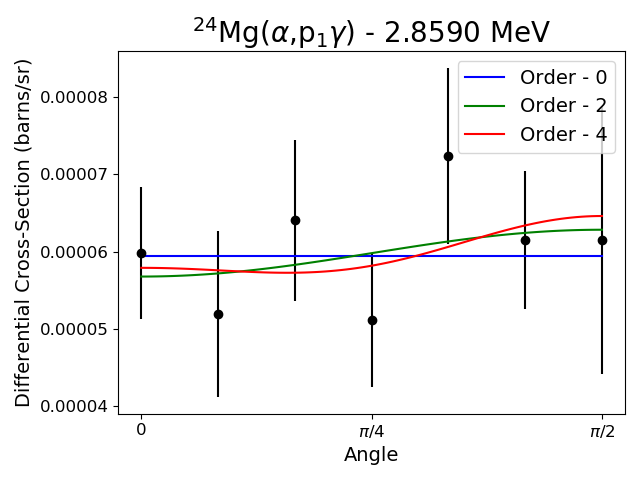 ²⁴Mg(α,p₁γ) - 2.8590 MeV
Order - 0
Order - 2
Order - 4
Differential Cross-Section (barns/sr)
0.00008
0.00007
0.00006
0.00005
0.00004
0
π/4
π/2
Angle